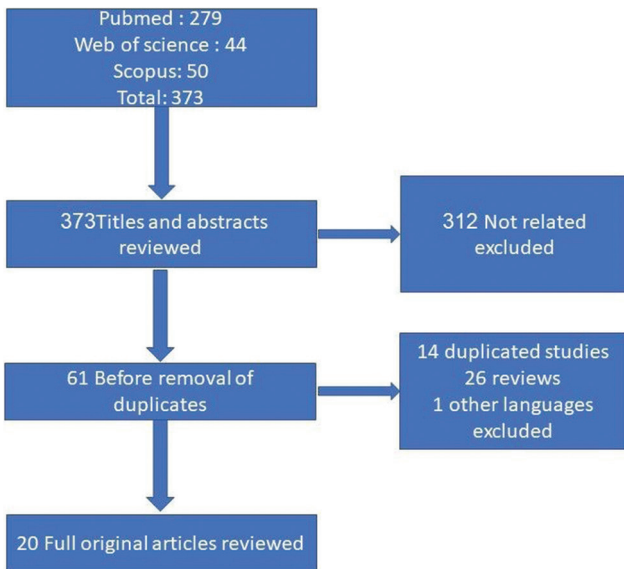 Pubmed : 279
Web of science : 44
Scopus: 50
Total: 373
373Titles and abstracts
reviewed
312 Not related
excluded
61 Before removal of
duplicates
14 duplicated studies
26 reviews
1 other languages
excluded
20 Full original articles reviewed